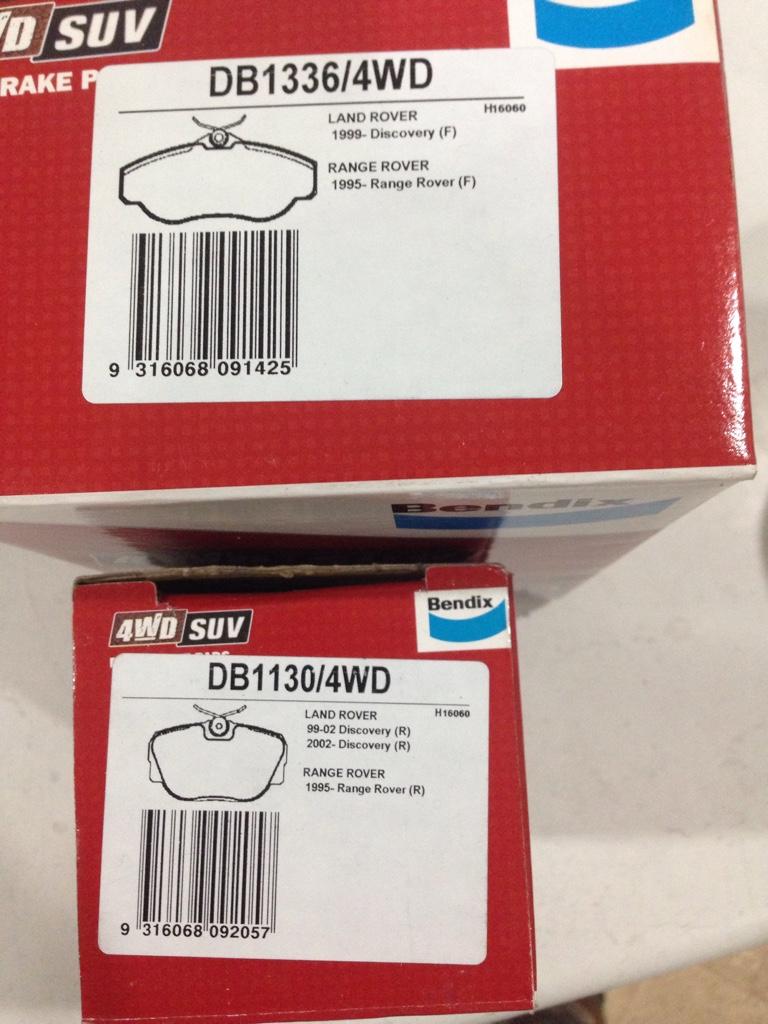 WD SUV
BRAKE P
DB1336/4WD
H16060
LAND ROVER
1999- Discovery (F)
RANGE ROVER
1995- Range Rover (F)
9 316068 091425
Bendix
4WD SUV
Bendix
DB1130/4WD
LAND ROVER
H16060
99-02 Discovery (R)
2002- Discovery (R)
RANGE ROVER
1995- Range Rover (R)
9 316068 092057